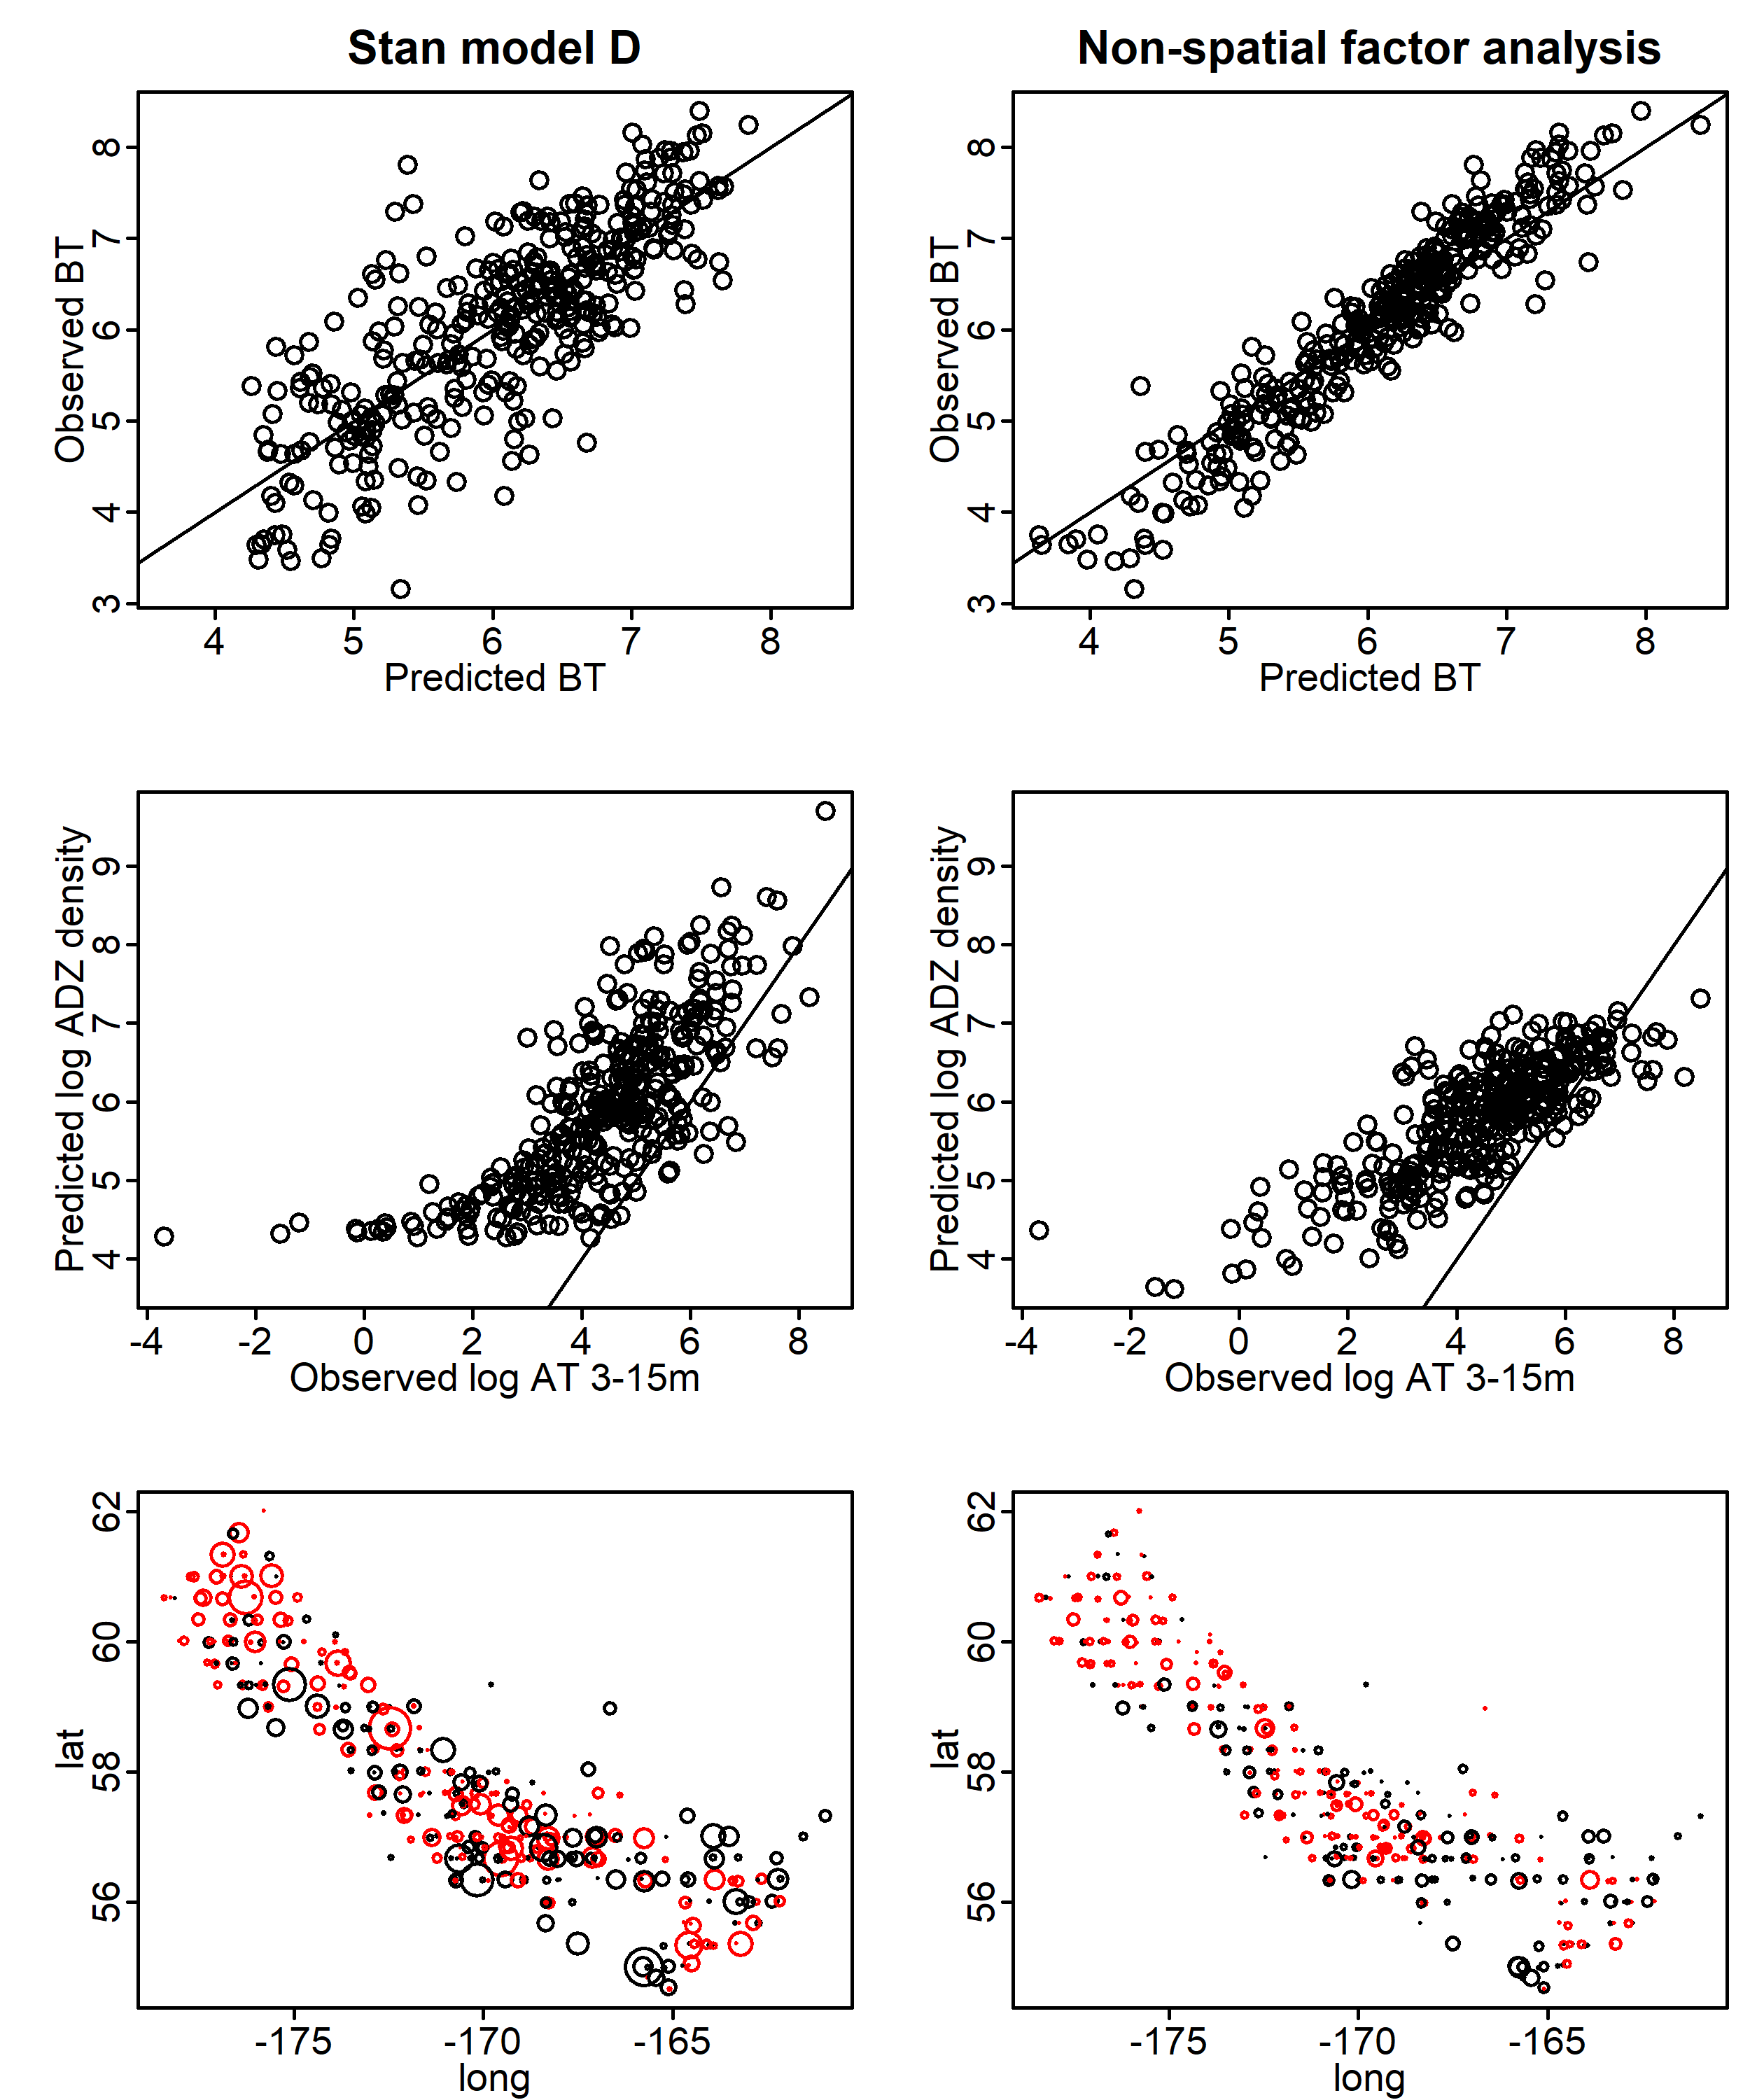 Stan model D
Non-spatial factor analysis
Observed BT
8
7
6
5
4
3
4 5 6 7 8
Predicted BT
Observed BT
8
7
6
5
4
3
4 5 6 7 8
Predicted BT
Predicted log ADZ density
9
8
7
6
5
4
-4 -2 0 2 4 6 8
Observed log AT 3-15m
Predicted log ADZ density
9
8
7
6
5
4
-4 -2 0 2 4 6 8
Observed log AT 3-15m
lat
62
60
58
56
-175 -170 -165
long
lat
62
60
58
56
-175 -170 -165
long